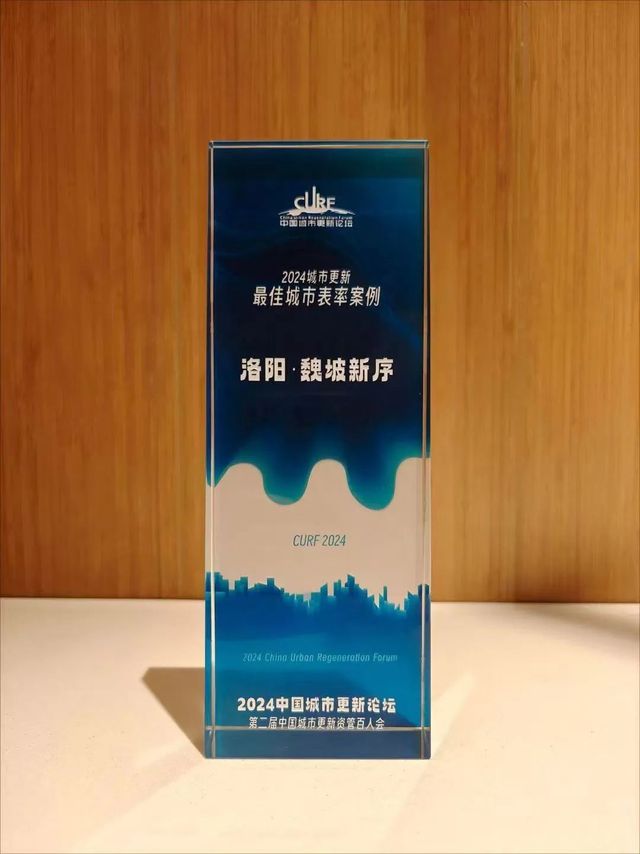 CURF
China Urban Regeneration Forum
中国城市更新论坛
2024城市更新
最佳城市表率案例
洛阳·魏坡新序
CURF 2024
2024 China Urban Regeneration Forum
2024中国城市更新论坛
第二届中国城市更新资管百人会